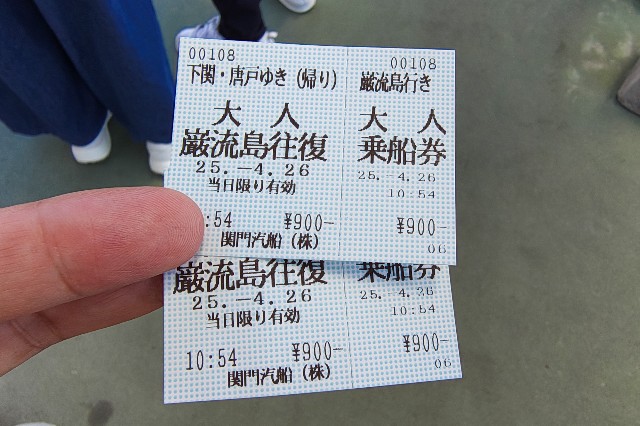 00108
下関・唐戸ゆき (帰り)
大 人
巌流島往復
25.-4.26
当日限り有効
:54 ¥900-
関門汽船 (株)
00108
巌流島行き
大 人
乗船券
25. 4.26
10:54
¥900-
06
巌流島往復
25.-4.26
当日限り有効
10:54 ¥900-
関門汽船 (株)
乗船券
25. 4.26
10:54
¥900-
06